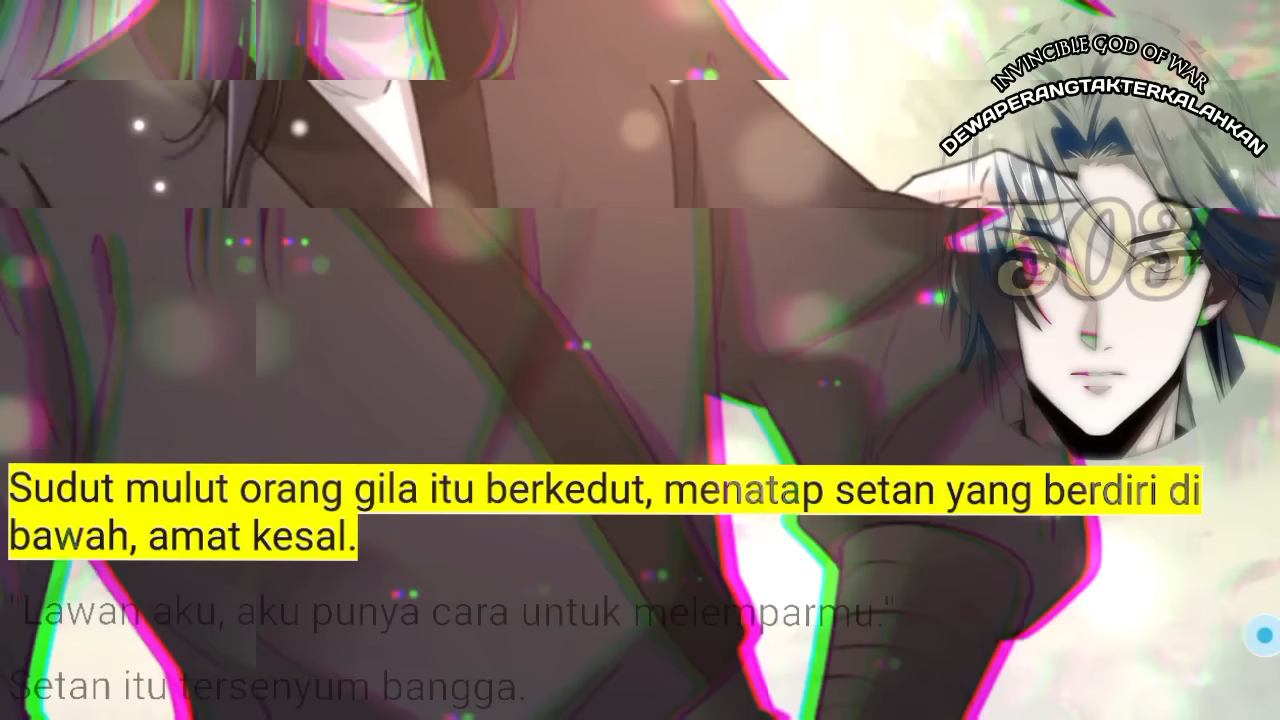 INVINCIBLE GOD OF WAR
DEWAPERANGTAKTERKALAHKAN
503
Sudut mulut orang gila itu berkedut, menatap setan yang berdiri di
bawah, amat kesal.
"Lawan aku, aku punya cara untuk melemparmu."
Setan itu tersenyum bangga.